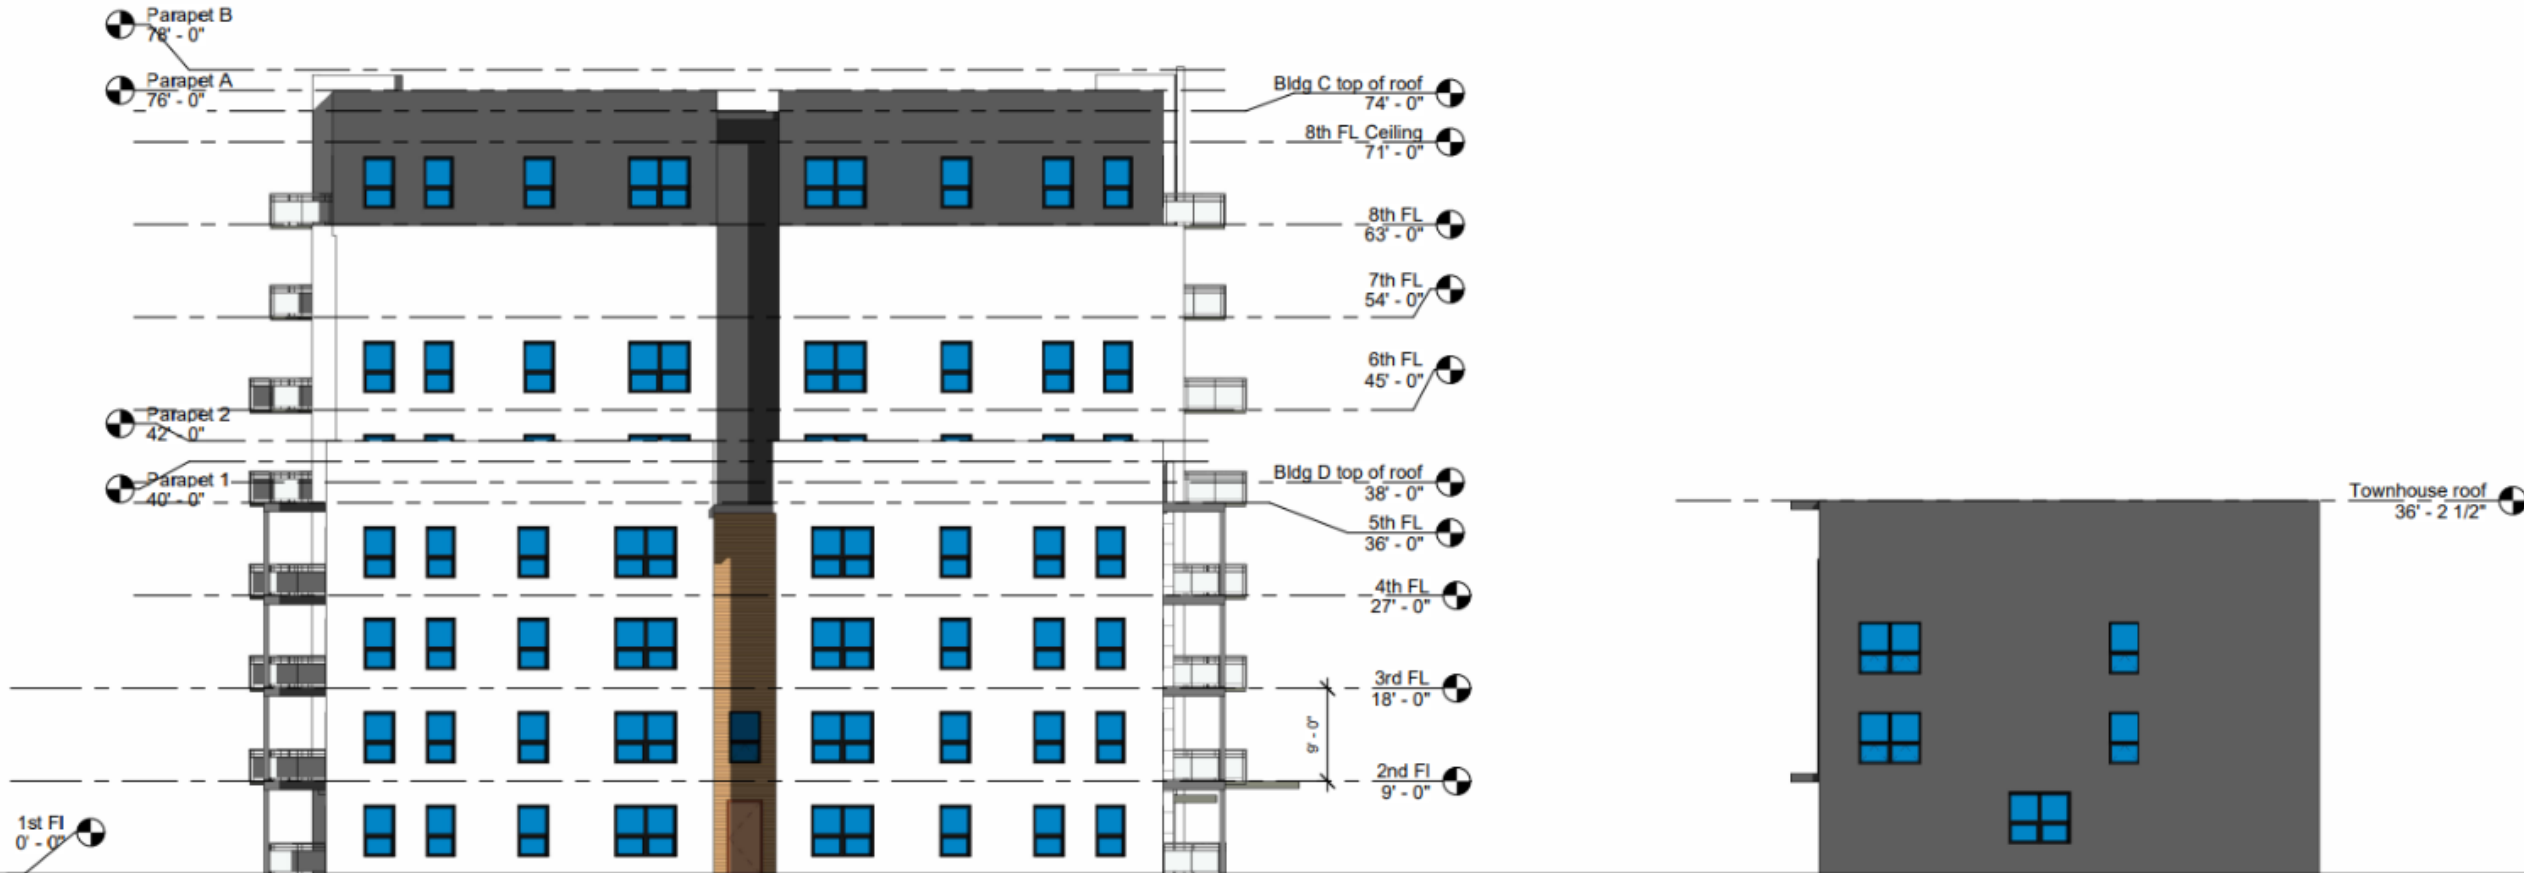 Parapet B
78' - 0"
Parapet A
76' - 0"
Bldg C top of roof
74' - 0"
8th FL Ceiling
71' - 0"
8th FL
63' - 0"
7th FL
54' - 0"
6th FL
45' - 0"
Parapet 2
42' - 0"
Parapet 1
40' - 0"
Bldg D top of roof
38' - 0"
Townhouse roof
36' - 2 1/2"
5th FL
36' - 0"
4th FL
27' - 0"
3rd FL
18' - 0"
9' - 0"
2nd Fl
9' - 0"
1st Fl
0' - 0"